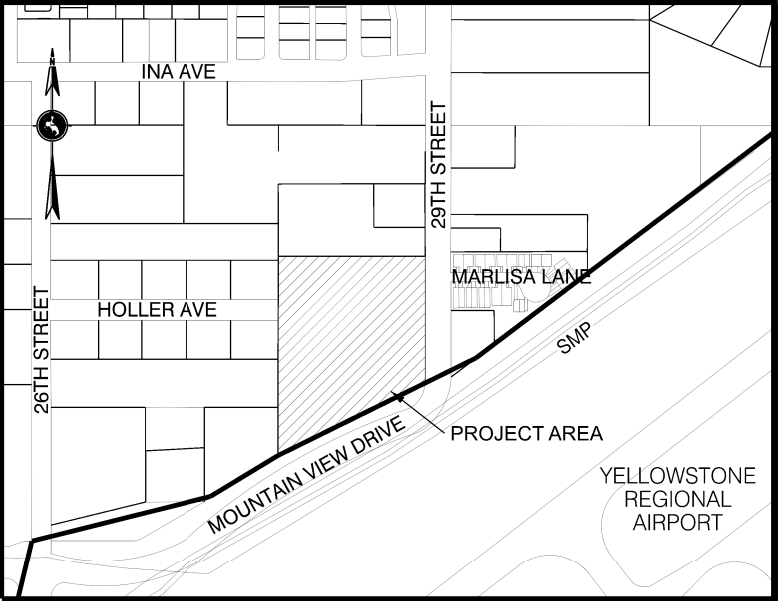 INA AVE
N
29TH STREET
MARLISA LANE
26TH STREET
HOLLER AVE
SMP
MOUNTAIN VIEW DRIVE
PROJECT AREA
YELLOWSTONE
REGIONAL
AIRPORT